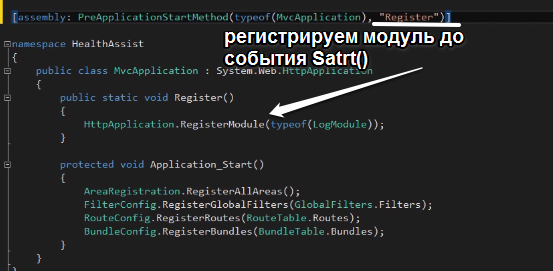 [assembly: PreApplicationStartMethod(typeof(MvcApplication), "Register")]
регистрируем модуль до
события Satrt()
namespace HealthAssist
{
public class MvcApplication : System.Web.HttpApplication
{
public static void Register()
{
HttpApplication.RegisterModule(typeof(LogModule));
}
protected void Application_Start()
{
AreaRegistration.RegisterAllAreas();
FilterConfig.RegisterGlobalFilters(GlobalFilters.Filters);
RouteConfig.RegisterRoutes(RouteTable.Routes);
BundleConfig.RegisterBundles(BundleTable.Bundles);
}
}
}